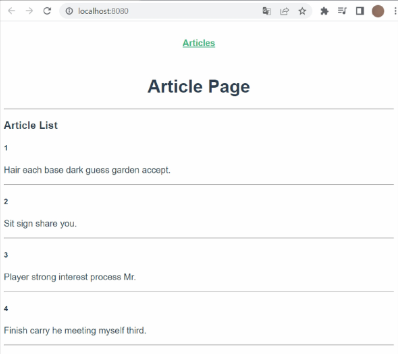 localhost:8080
Articles
Article Page
Article List
1
Hair each base dark guess garden accept.
2
Sit sign share you.
3
Player strong interest process Mr.
4
Finish carry he meeting myself third.